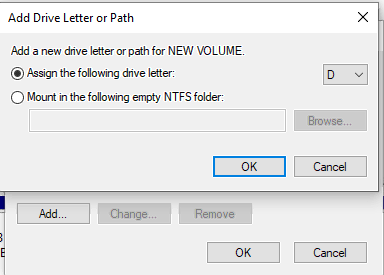 Add Drive Letter or Path
Add a new drive letter or path for NEW VOLUME.
Assign the following drive letter:
D
Mount in the following empty NTFS folder:
Browse...
OK
Cancel
Add...
Change...
Remove
3
E
OK
Cancel